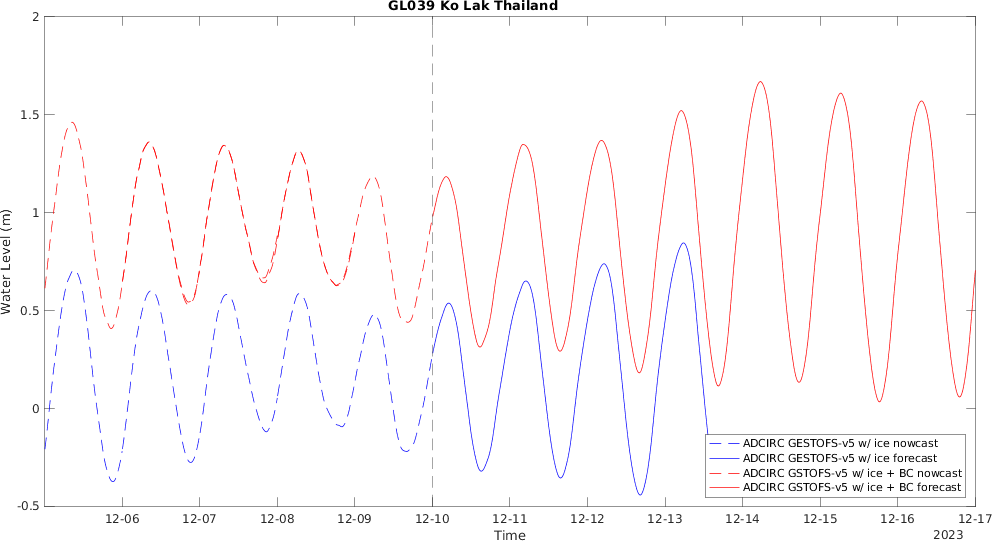 GL039 Ko Lak Thailand
2
1.5
1
0.5
0
-0.5
Water Level (m)
ADCIRC GESTOFS-v5 w/ ice nowcast
ADCIRC GESTOFS-v5 w/ ice forecast
ADCIRC GSTOFS-v5 w/ ice + BC nowcast
ADCIRC GSTOFS-v5 w/ ice + BC forecast
12-06 12-07 12-08 12-09 12-10 12-11 12-12 12-13 12-14 12-15 12-16 12-17
Time
2023